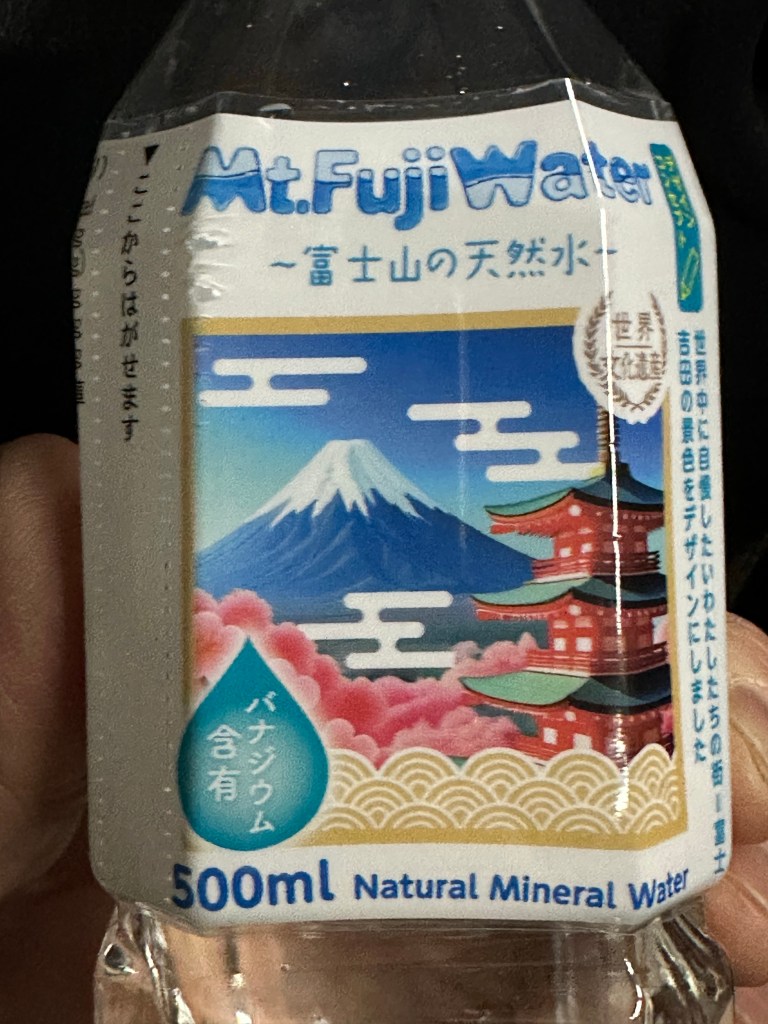 Mt.Fuji Water
～富士山の天然水～
▼ここからはがせます
世界
文化遺産
世界中に自慢したいわたしたちの街＝富士
吉田の景色をデザインにしました
バナジウム
含有
500ml Natural Mineral Water